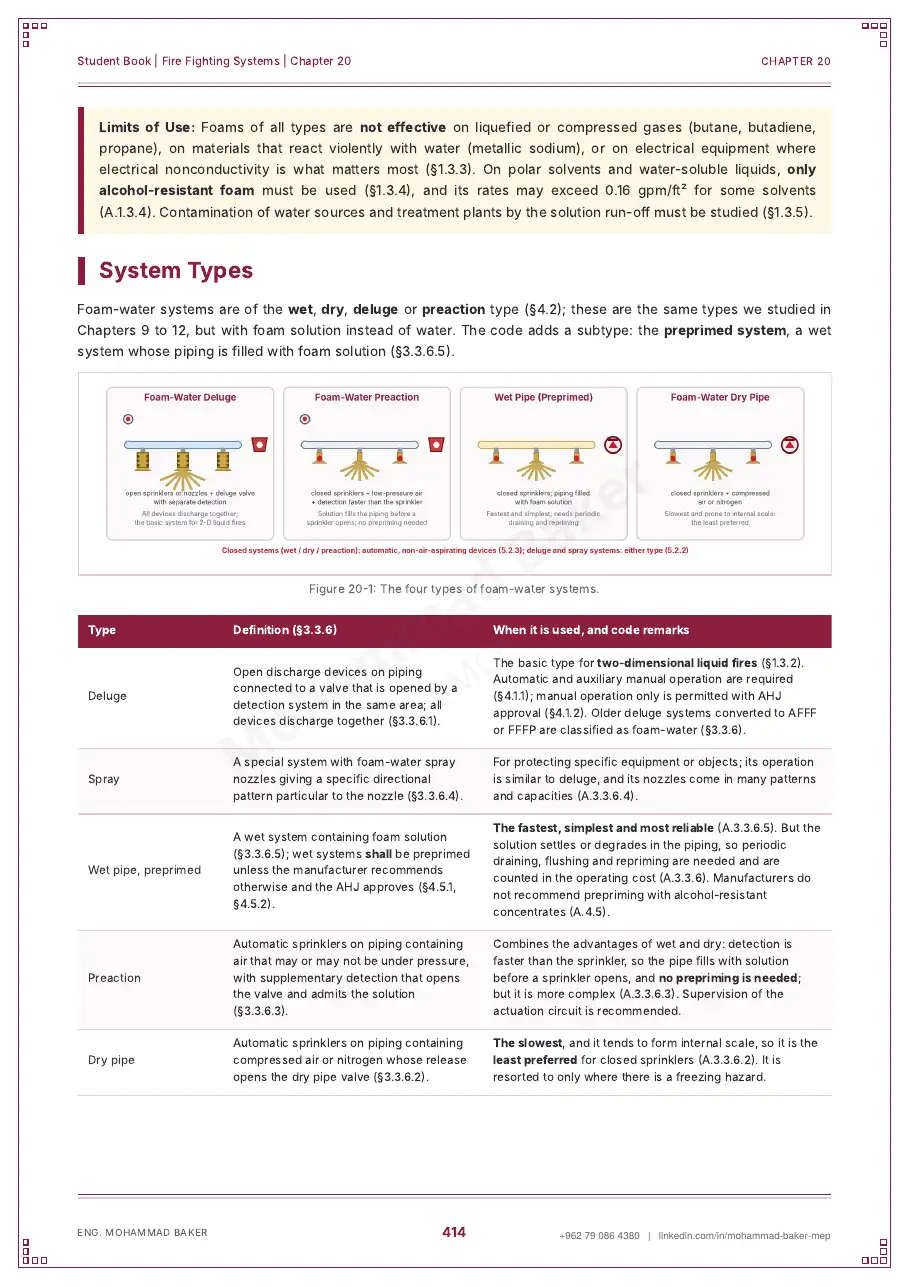 Student Book | Fire Fighting Systems | Chapter 20
CHAPTER 20
Limits of Use: Foams of all types are not effective on liquefied or compressed gases (butane, butadiene,
propane), on materials that react violently with water (metallic sodium), or on electrical equipment where
electrical nonconductivity is what matters most (§1.3.3). On polar solvents and water-soluble liquids, only
alcohol-resistant foam must be used (§1.3.4), and its rates may exceed 0.16 gpm/ft² for some solvents
(A.1.3.4). Contamination of water sources and treatment plants by the solution run-off must be studied (§1.3.5).
System Types
Foam-water systems are of the wet, dry, deluge or preaction type (§4.2); these are the same types we studied in
Chapters 9 to 12, but with foam solution instead of water. The code adds a subtype: the preprimed system, a wet
system whose piping is filled with foam solution (§3.3.6.5).
Foam-Water Deluge
open sprinklers or nozzles + deluge valve
with separate detection
All devices discharge together;
the basic system for 2-D liquid fires
Foam-Water Preaction
closed sprinklers + low-pressure air
+ detection faster than the sprinkler
Solution fills the piping before a
sprinkler opens; no prepriming needed
Wet Pipe (Preprimed)
closed sprinklers; piping filled
with foam solution
Fastest and simplest; needs periodic
draining and repriming
Foam-Water Dry Pipe
closed sprinklers + compressed
air or nitrogen
Slowest and prone to internal scale:
the least preferred
Closed systems (wet / dry / preaction): automatic, non-air-aspirating devices (5.2.3); deluge and spray systems: either type (5.2.2)
Figure 20-1: The four types of foam-water systems.
Type
Definition (§3.3.6)
When it is used, and code remarks
Deluge
Open discharge devices on piping
connected to a valve that is opened by a
detection system in the same area; all
devices discharge together (§3.3.6.1).
The basic type for two-dimensional liquid fires (§1.3.2).
Automatic and auxiliary manual operation are required
(§4.1.1); manual operation only is permitted with AHJ
approval (§4.1.2). Older deluge systems converted to AFFF
or FFFP are classified as foam-water (§3.3.6).
Spray
A special system with foam-water spray
nozzles giving a specific directional
pattern particular to the nozzle (§3.3.6.4).
For protecting specific equipment or objects; its operation
is similar to deluge, and its nozzles come in many patterns
and capacities (A.3.3.6.4).
Wet pipe, preprimed
A wet system containing foam solution
(§3.3.6.5); wet systems shall be preprimed
unless the manufacturer recommends
otherwise and the AHJ approves (§4.5.1,
§4.5.2).
The fastest, simplest and most reliable (A.3.3.6.5). But the
solution settles or degrades in the piping, so periodic
draining, flushing and repriming are needed and are
counted in the operating cost (A.3.3.6). Manufacturers do
not recommend prepriming with alcohol-resistant
concentrates (A.4.5).
Preaction
Automatic sprinklers on piping containing
air that may or may not be under pressure,
with supplementary detection that opens
the valve and admits the solution
(§3.3.6.3).
Combines the advantages of wet and dry: detection is
faster than the sprinkler, so the pipe fills with solution
before a sprinkler opens, and no prepriming is needed;
but it is more complex (A.3.3.6.3). Supervision of the
actuation circuit is recommended.
Dry pipe
Automatic sprinklers on piping containing
compressed air or nitrogen whose release
opens the dry pipe valve (§3.3.6.2).
The slowest, and it tends to form internal scale, so it is the
least preferred for closed sprinklers (A.3.3.6.2). It is
resorted to only where there is a freezing hazard.
ENG. MOHAMMAD BAKER
414
+962 79 086 4380 | linkedin.com/in/mohammad-baker-mep